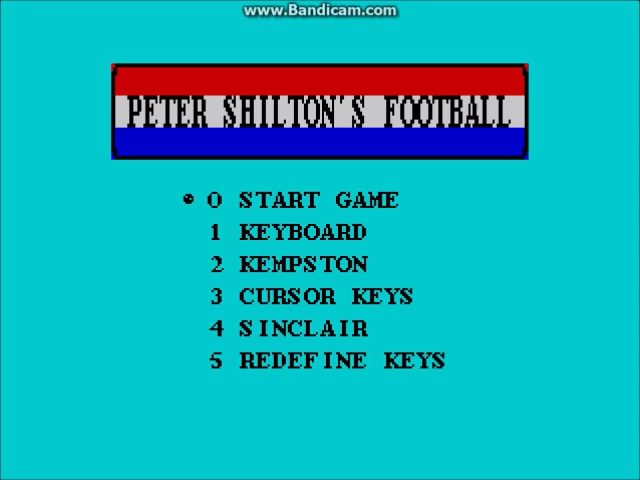 www.Bandicam.com
PETER SHILTON'S FOOTBALL
0 START GAME
1 KEYBOARD
2 KEMPSTON
3 CURSOR KEYS
4 SINCLAIR
5 REDEFINE KEYS